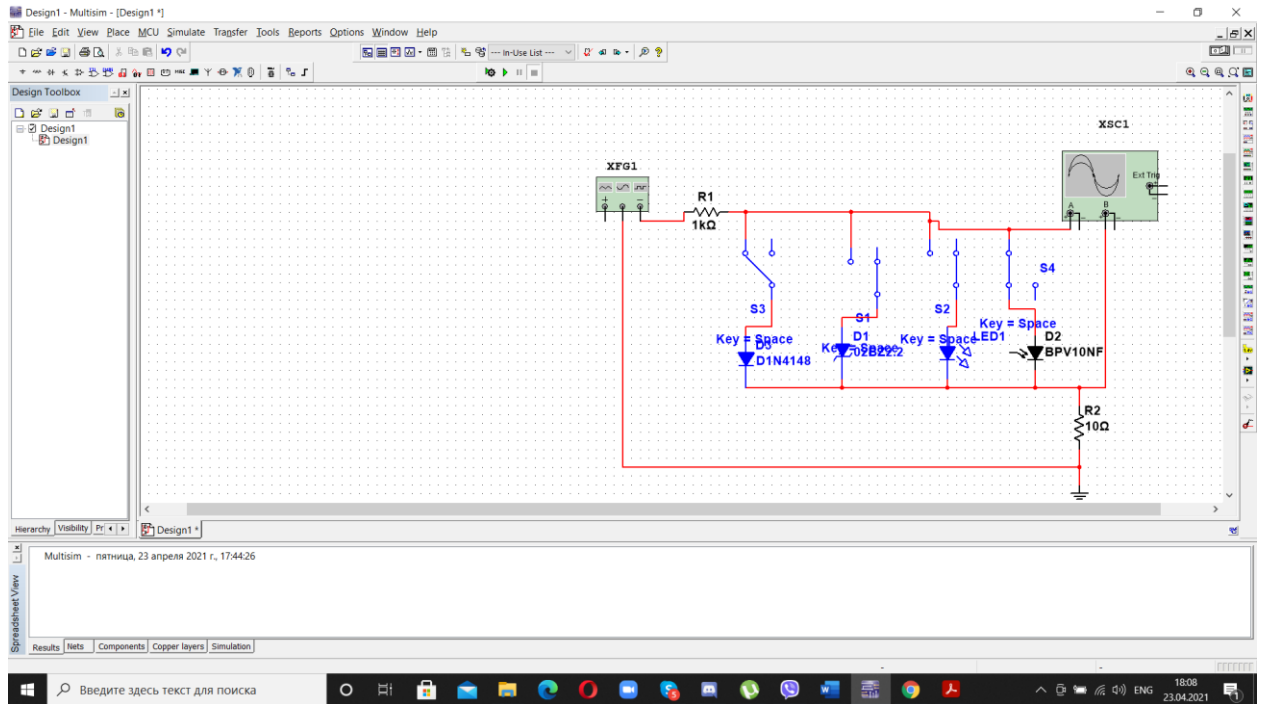 Design1 - Multisim - [Design1 *]
File Edit View Place MCU Simulate Transfer Tools Reports Options Window Help
--- In-Use List ---
Design Toolbox
Design1
Design1
XSC1
Ext Trig
A B
XFG1
R1
1kΩ
S3
Key = Space
D3
D1N4148
S1
Key = Space
D1
02BZ2.2
S2
Key = Space
LED1
S4
Key = Space
D2
BPV10NF
R2
10Ω
Hierarchy Visibility Pr
Design1 *
Multisim - пятница, 23 апреля 2021 г., 17:44:26
Spreadsheet View
Results Nets Components Copper layers Simulation
Введите здесь текст для поиска
ENG
18:08
23.04.2021